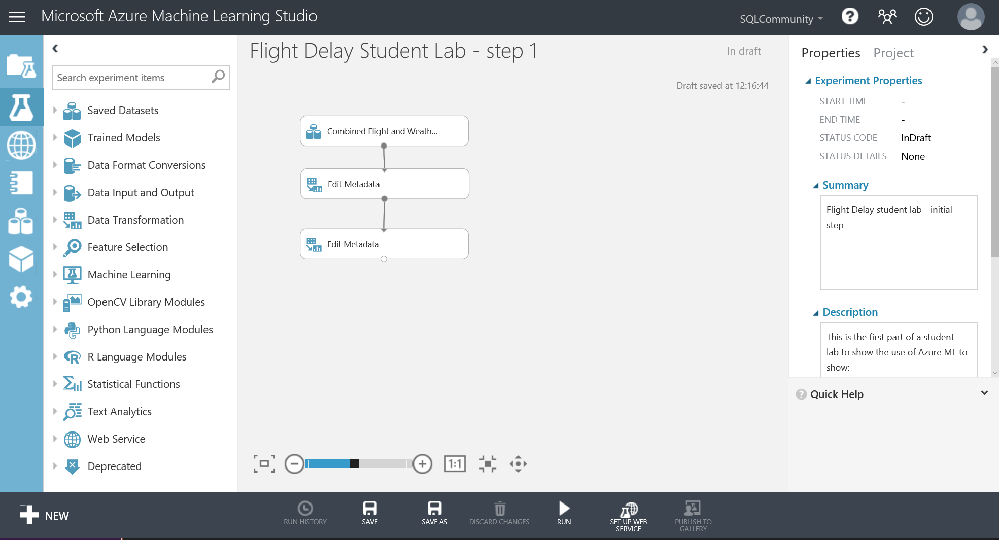 Microsoft Azure Machine Learning Studio
SQLCommunity
?
Search experiment items
Saved Datasets
Trained Models
Data Format Conversions
Data Input and Output
Data Transformation
Feature Selection
Machine Learning
OpenCV Library Modules
Python Language Modules
R Language Modules
Statistical Functions
Text Analytics
Web Service
Deprecated
Flight Delay Student Lab - step 1
In draft
Draft saved at 12:16:44
Combined Flight and Weath...
Edit Metadata
Edit Metadata
1:1
Properties Project
Experiment Properties
START TIME -
END TIME -
STATUS CODE InDraft
STATUS DETAILS None
Summary
Flight Delay student lab - initial
step
Description
This is the first part of a student
lab to show the use of Azure ML to
show:
? Quick Help
NEW
RUN HISTORY
SAVE
SAVE AS
DISCARD CHANGES
RUN
SET UP WEB
SERVICE
PUBLISH TO
GALLERY